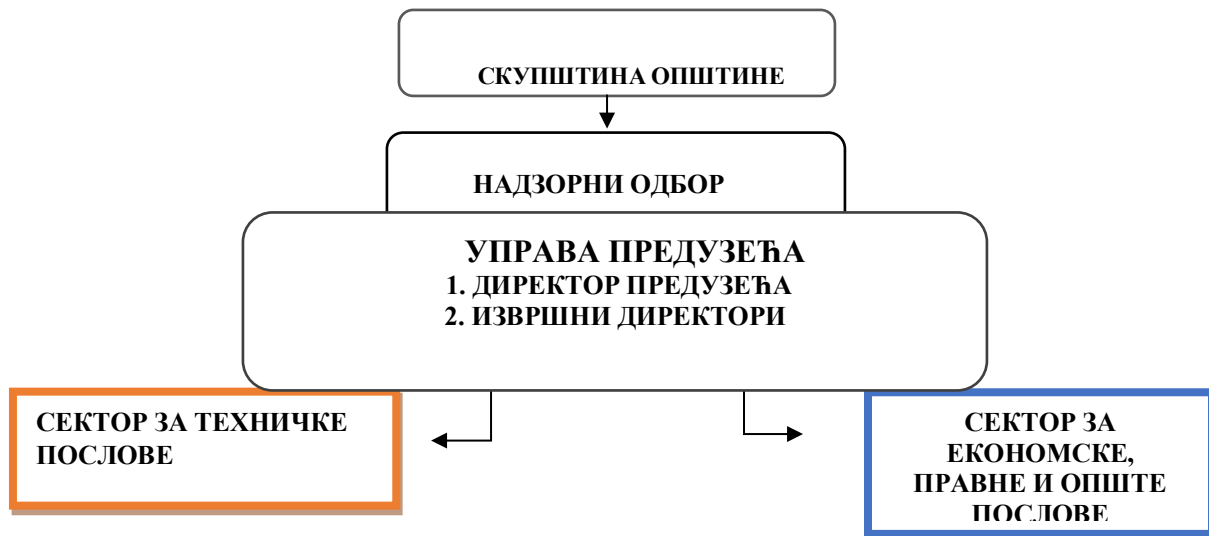 СКУПШТИНА ОПШТИНЕ
НАДЗОРНИ ОДБОР
УПРАВА ПРЕДУЗЕЋА
1. ДИРЕКТОР ПРЕДУЗЕЋА
2. ИЗВРШНИ ДИРЕКТОРИ
СЕКТОР ЗА ТЕХНИЧКЕ
ПОСЛОВЕ
СЕКТОР ЗА
ЕКОНОМСКЕ,
ПРАВНЕ И ОПШТЕ
ПОСЛОВЕ